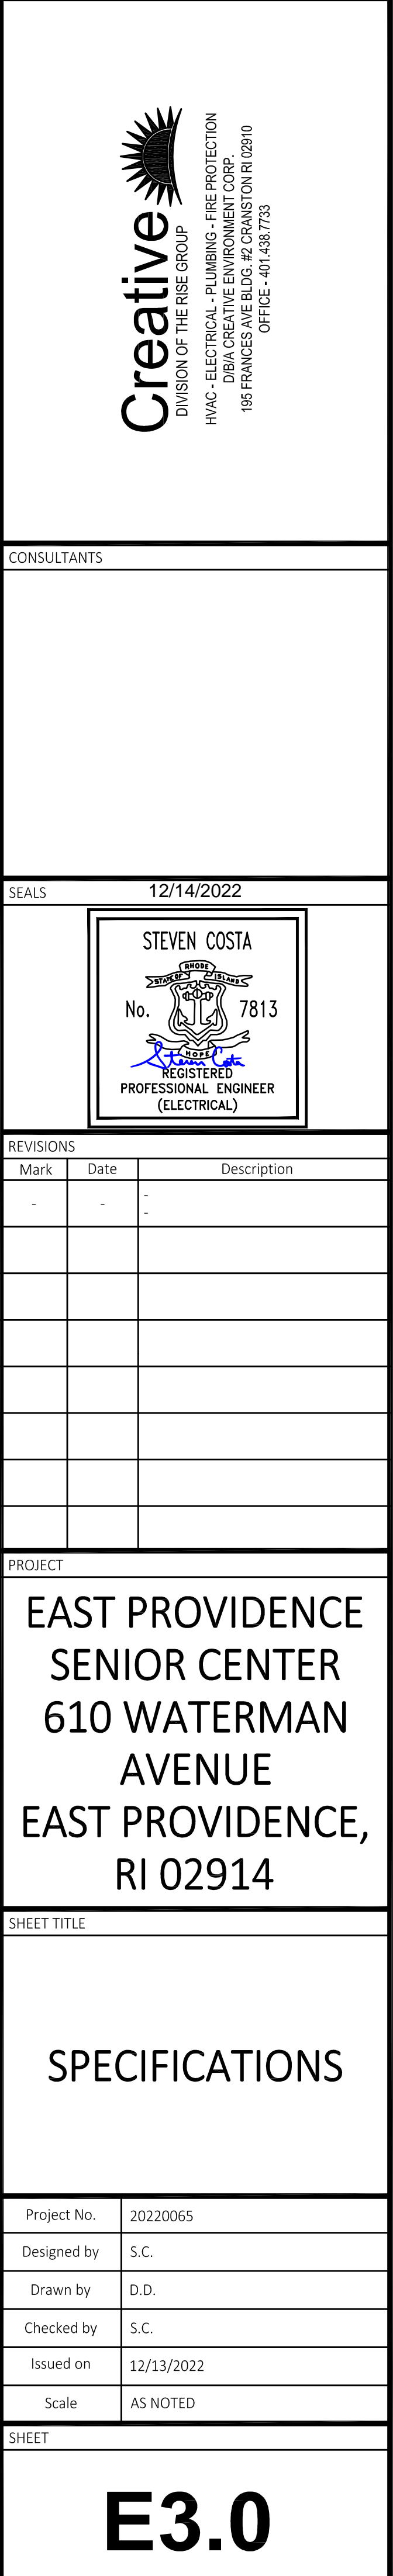 Creative
DIVISION OF THE RISE GROUP
HVAC - ELECTRICAL - PLUMBING - FIRE PROTECTION
D/B/A CREATIVE ENVIRONMENT CORP.
195 FRANCES AVE BLDG. #2 CRANSTON RI 02910
OFFICE - 401.438.7733
CONSULTANTS
SEALS 12/14/2022
STEVEN COSTA
RHODE
STATE OF ISLAND
No. 7813
HOPE
Steven Costa
REGISTERED
PROFESSIONAL ENGINEER
(ELECTRICAL)
REVISIONS
Mark Date Description
- - -
-
PROJECT
EAST PROVIDENCE
SENIOR CENTER
610 WATERMAN
AVENUE
EAST PROVIDENCE,
RI 02914
SHEET TITLE
SPECIFICATIONS
Project No. 20220065
Designed by S.C.
Drawn by D.D.
Checked by S.C.
Issued on 12/13/2022
Scale AS NOTED
SHEET
E3.0